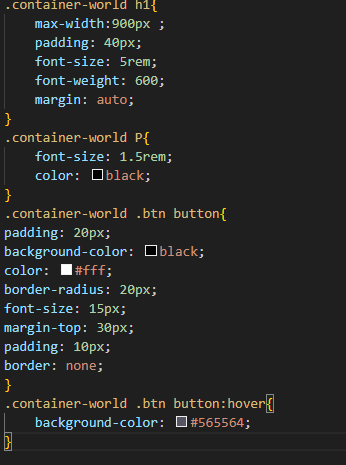 .container-world h1{
max-width:900px ;
padding: 40px;
font-size: 5rem;
font-weight: 600;
margin: auto;
}
.container-world P{
font-size: 1.5rem;
color: black;
}
.container-world .btn button{
padding: 20px;
background-color: black;
color: #fff;
border-radius: 20px;
font-size: 15px;
margin-top: 30px;
padding: 10px;
border: none;
}
.container-world .btn button:hover{
background-color: #565564;
}